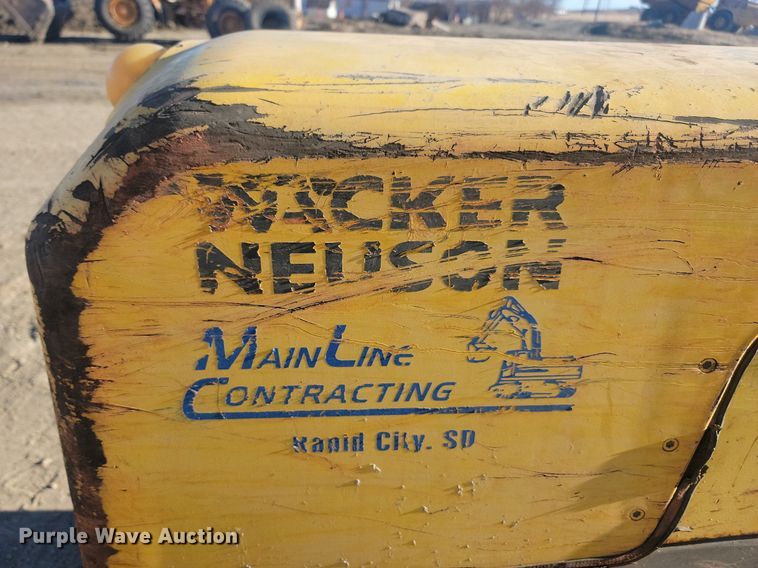 WACKER
NEUSON
MAINLINE
CONTRACTING
Rapid City, SD
Purple Wave Auction